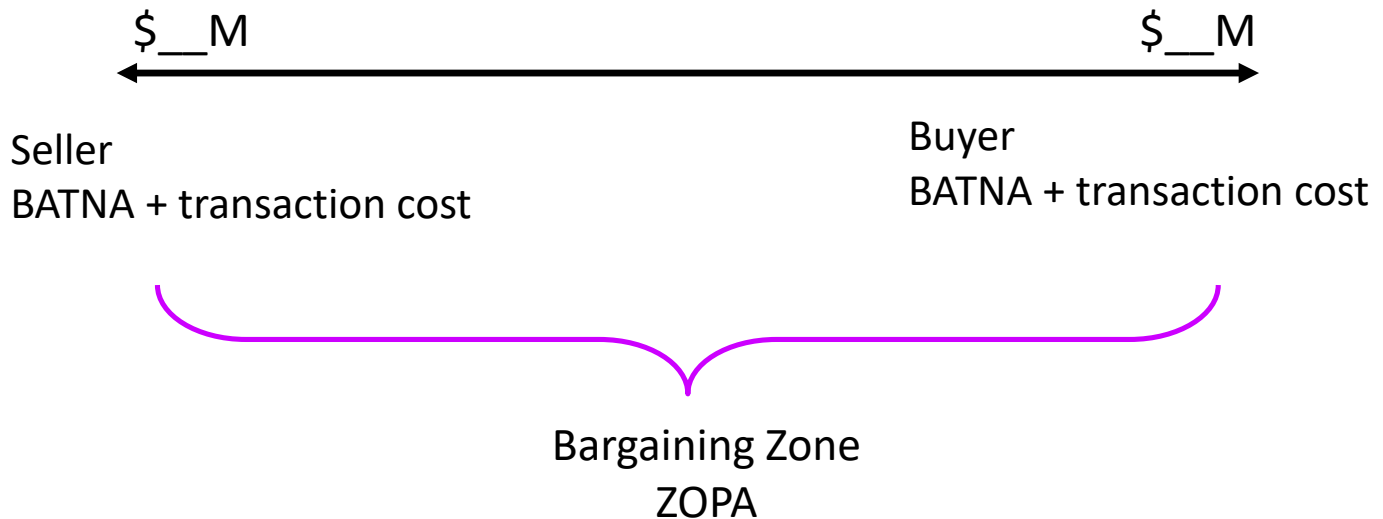 $__M
$__M
Seller
BATNA + transaction cost
Buyer
BATNA + transaction cost
Bargaining Zone
ZOPA